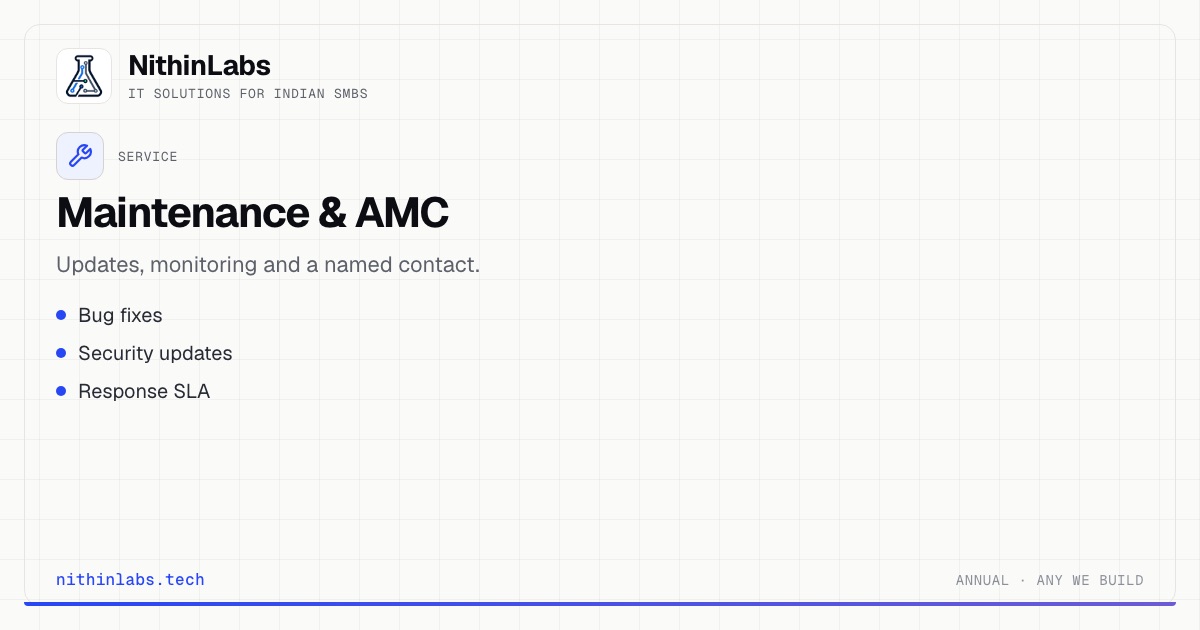 NithinLabs
IT SOLUTIONS FOR INDIAN SMBS
SERVICE
Maintenance & AMC
Updates, monitoring and a named contact.
Bug fixes
Security updates
Response SLA
nithinlabs.tech
ANNUAL · ANY WE BUILD